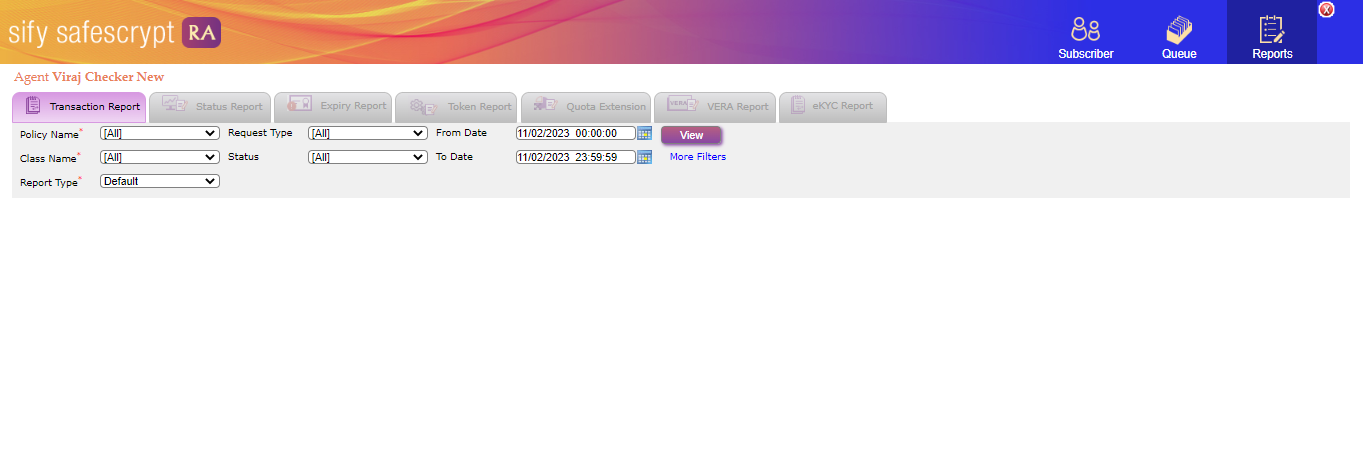 sify safescrypt RA
Subscriber Queue Reports
Agent Viraj Checker New
Transaction Report Status Report Expiry Report Token Report Quota Extension VERA VERA Report eKYC Report
Policy Name* [All] Request Type [All] From Date 11/02/2023 00:00:00 View
Class Name* [All] Status [All] To Date 11/02/2023 23:59:59 More Filters
Report Type* Default